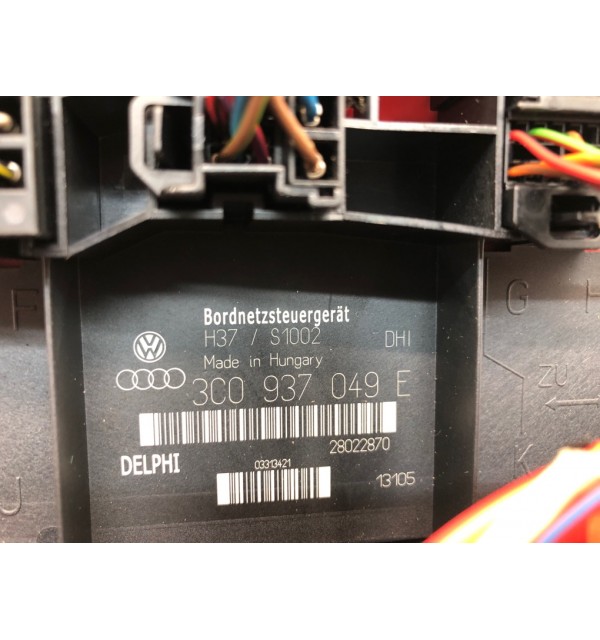 Bordnetzsteuergerät
H37 / S1002 DHI
Made in Hungary
3C0 937 049 E
28022870
DELPHI
03313421
13105
F
G
H
ZU
J
K